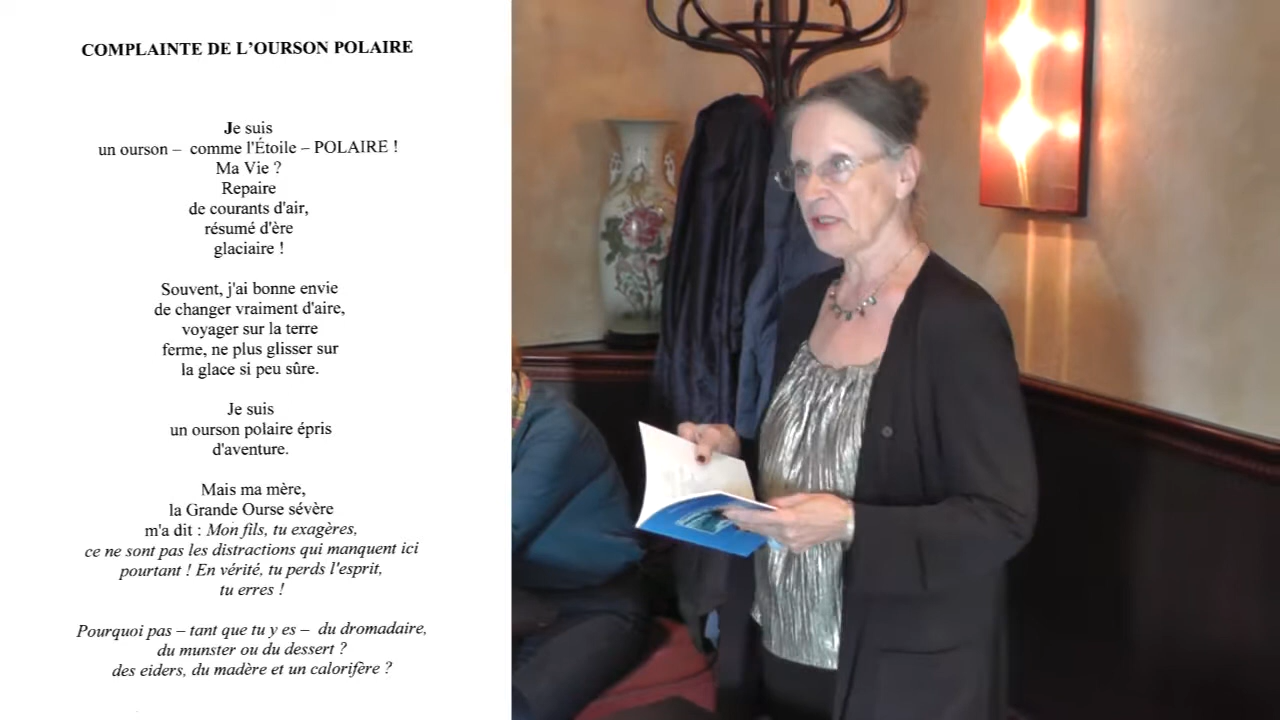 COMPLAINTE DE L'OURSON POLAIRE
Je suis
un ourson – comme l'Étoile – POLAIRE !
Ma Vie ?
Repaire
de courants d'air,
résumé d'ère
glaciaire !
Souvent, j'ai bonne envie
de changer vraiment d'aire,
voyager sur la terre
ferme, ne plus glisser sur
la glace si peu sûre.
Je suis
un ourson polaire épris
d'aventure.
Mais ma mère,
la Grande Ourse sévère
m'a dit : Mon fils, tu exagères,
ce ne sont pas les distractions qui manquent ici
pourtant ! En vérité, tu perds l'esprit,
tu erres !
Pourquoi pas – tant que tu y es – du dromadaire,
du munster ou du dessert ?
des eiders, du madère et un calorifère ?